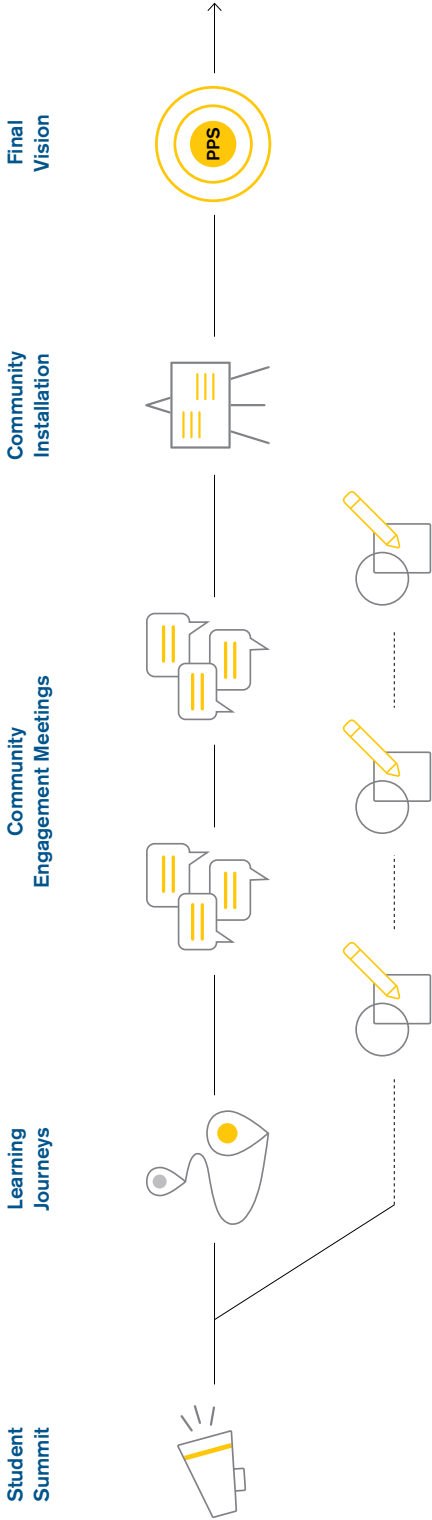 Student
Summit
Learning
Journeys
Community
Engagement Meetings
Community
Installation
Final
Vision
PPS